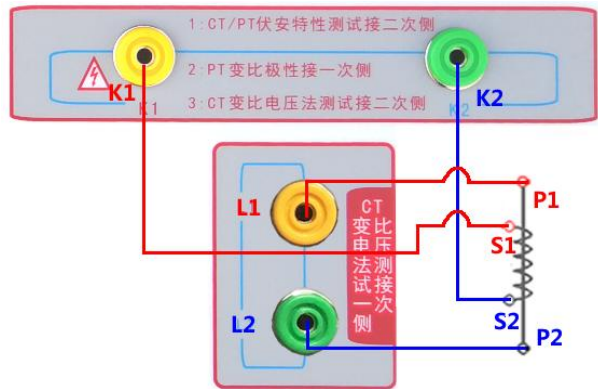 1:CT/PT伏安特性测试接二次侧
2:PT变比极性接一次侧
3:CT变比电压法测试接二次侧
K1
K1
K2
K2
L1
CT
变比
电压
法测
试接
一次
侧
L2
P1
S1
S2
P2